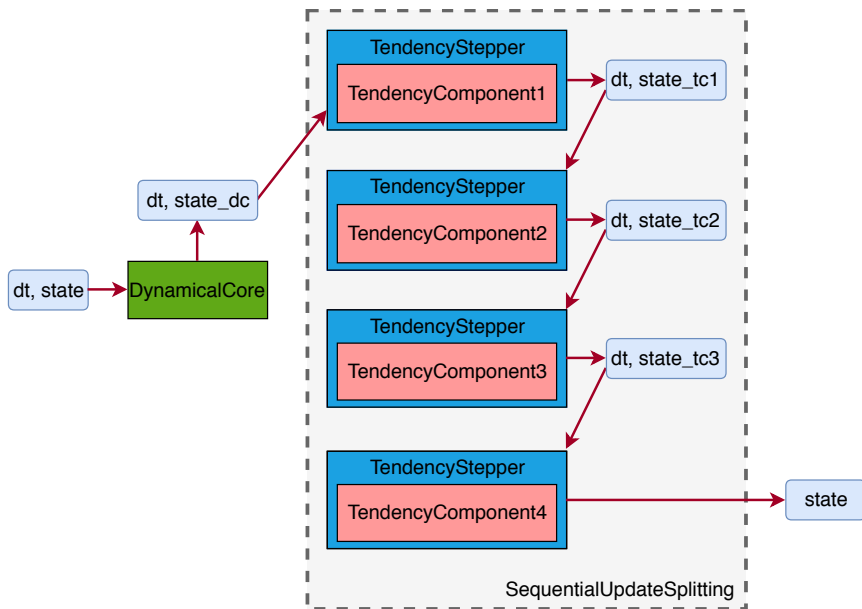 TendencyStepper
TendencyComponent1
dt, state_tc1
TendencyStepper
TendencyComponent2
dt, state_tc2
dt, state_dc
dt, state
DynamicalCore
TendencyStepper
TendencyComponent3
dt, state_tc3
TendencyStepper
TendencyComponent4
state
SequentialUpdateSplitting